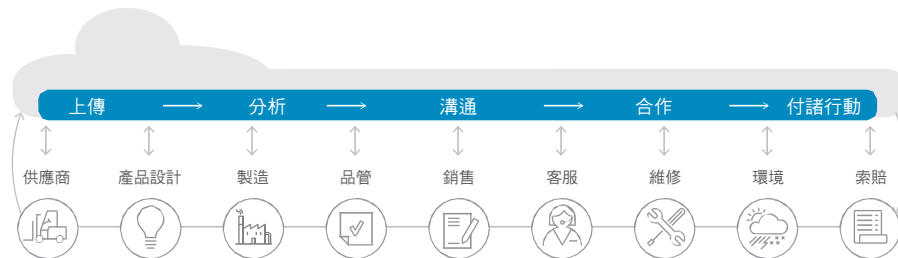 上傳 → 分析 → 溝通 → 合作 → 付諸行動
供應商 產品設計 製造 品管 銷售 客服 維修 環境 索賠